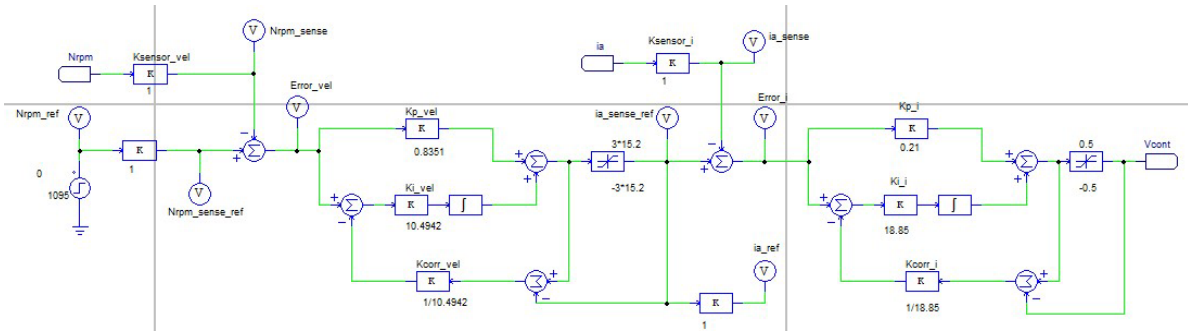 V Nrpm_sense
Nrpm Ksensor_vel
K
1
ia Ksensor_i V ia_sense
K
1
Nrpm_ref Error_vel Kp_vel ia_sense_ref Error_i Kp_i
V V K V V K
0.8351 3*15.2 0.21 0.5 Vcont
K
1 -3*15.2 -0.5
0
1095
V
Nrpm_sense_ref
Ki_vel Ki_i
K ∫ K ∫
10.4942 18.85
Kcorr_vel ia_ref Kcorr_i
K V K
1/10.4942 1/18.85
K
1